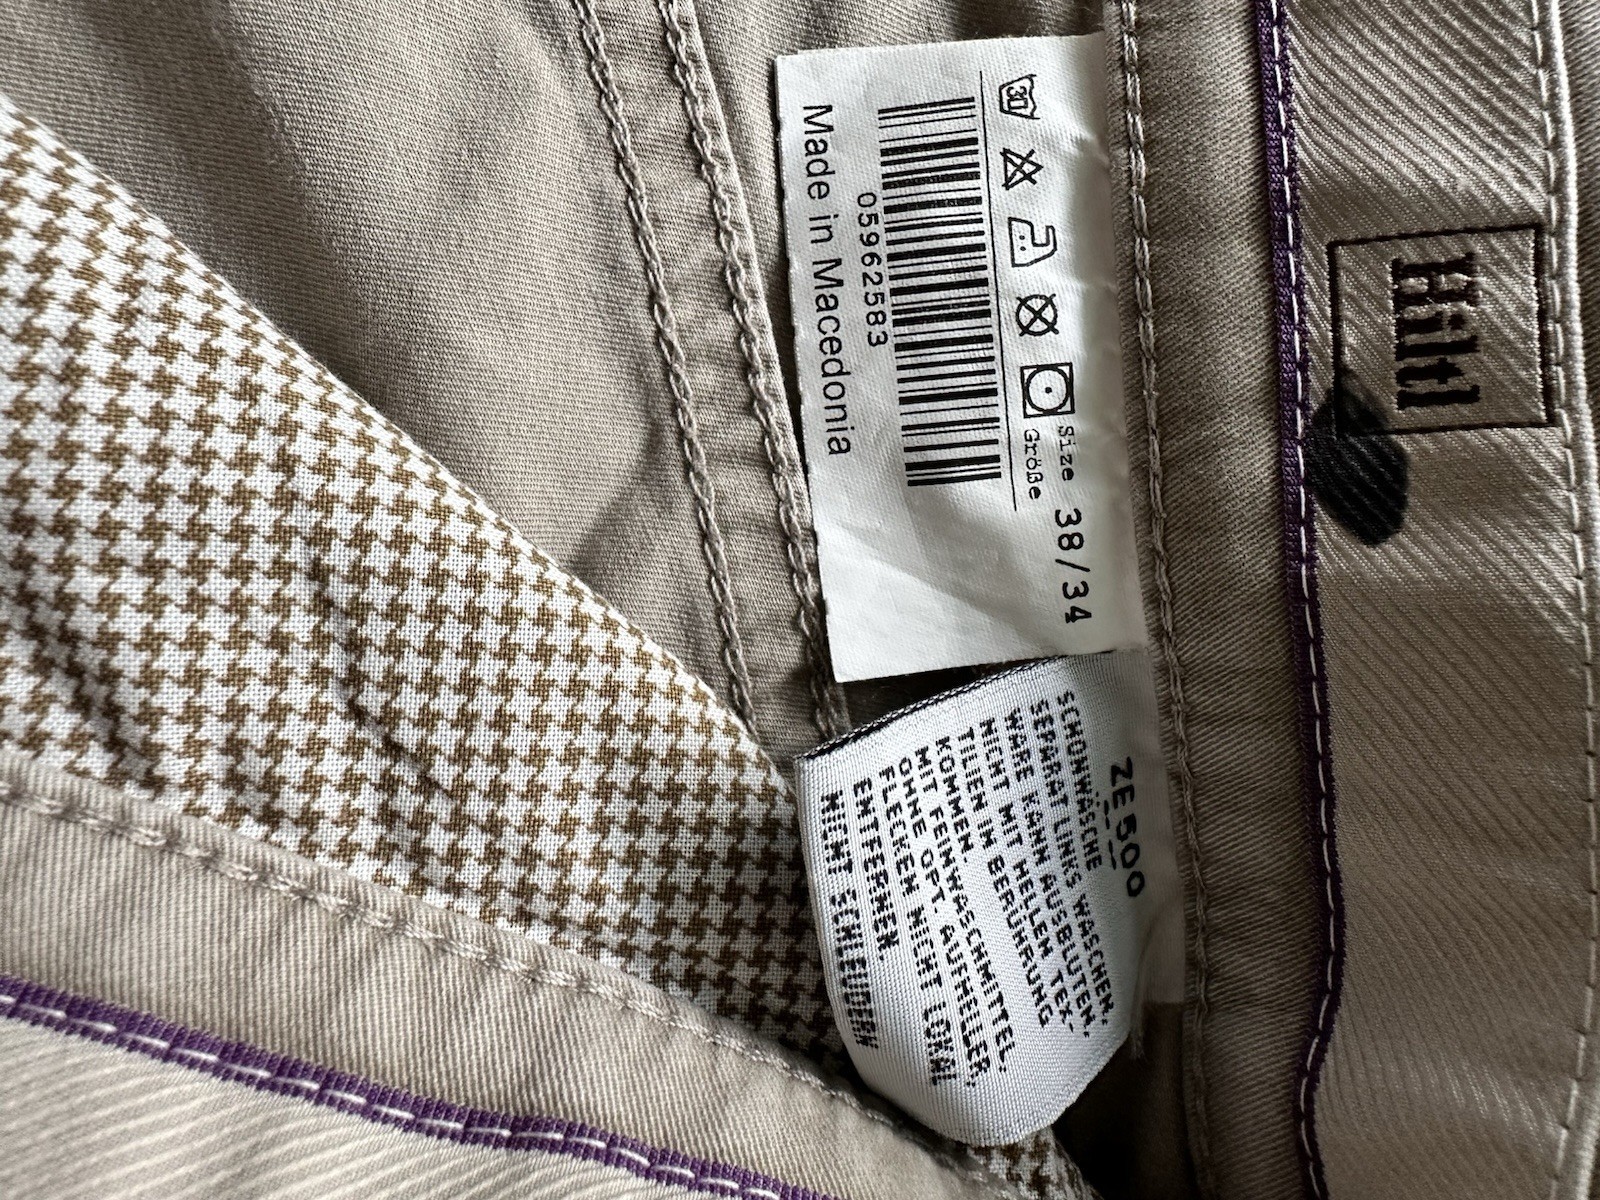 Hiltl
30
Size
Größe
38/34
05962583
Made in Macedonia
ZE500
SCHONWÄSCHE
SEPARAT LINKS WASCHEN,
WARE KANN AUSBLUTEN,
NICHT MIT HELLEN TEX-
TILIEN IN BERÜHRUNG
KOMMEN.
MIT FEINWASCHMITTEL
OHNE OPT. AUFHELLER,
FLECKEN NICHT LOKAL
ENTFERNEN,
NICHT SCHLEUDERN